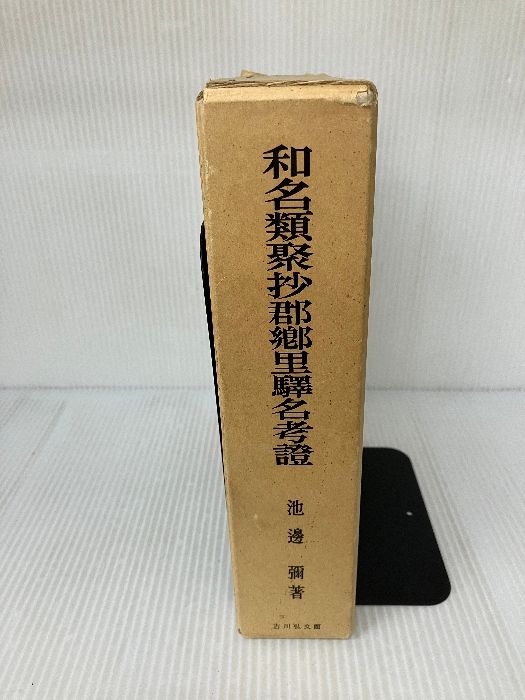 和名類聚抄郡鄕里驛名考證
池邊 彌著
吉川弘文館